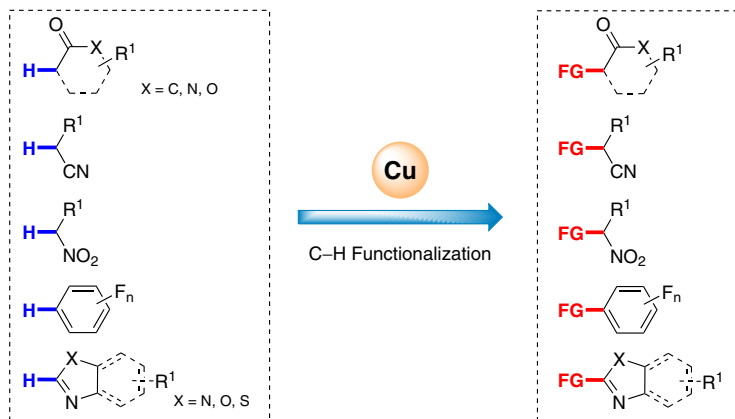 O
X
R1
H
X = C, N, O
R1
H
CN
R1
H
NO2
H
Fn
X
H
R1
N
X = N, O, S
Cu
C–H Functionalization
O
X
R1
FG
R1
FG
CN
R1
FG
NO2
FG
Fn
X
FG
R1
N